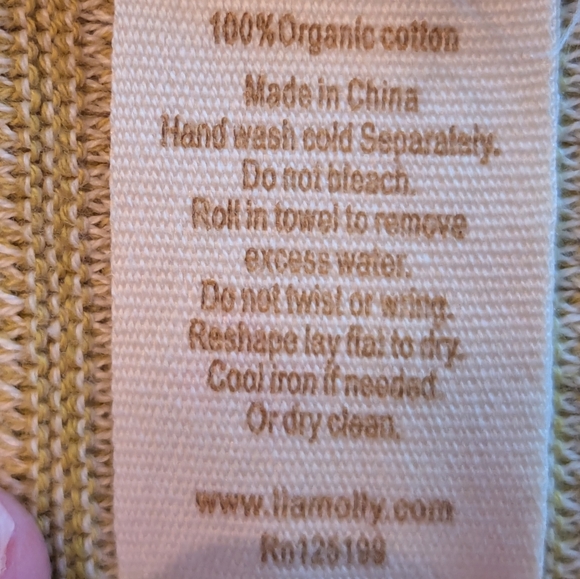 100% Organic cotton
Made in China
Hand wash cold Separately.
Do not bleach.
Roll in towel to remove
excess water.
Do not twist or wring.
Reshape lay flat to dry.
Cool iron if needed.
Or dry clean.
www.liamolly.com
Rn125199